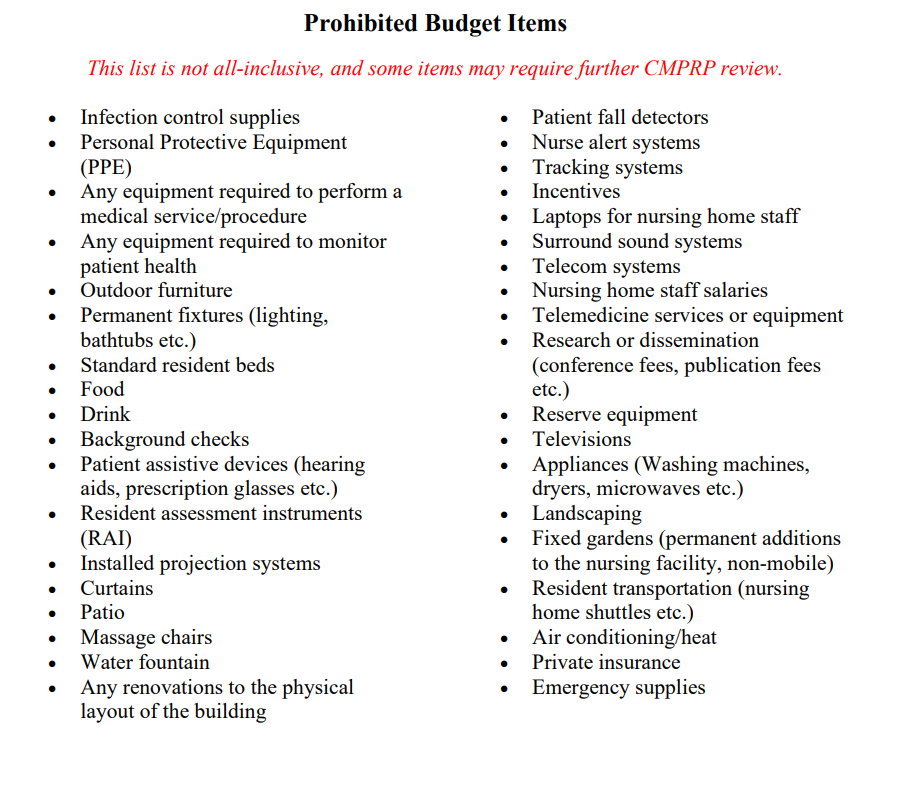 Prohibited Budget Items
This list is not all-inclusive, and some items may require further CMPRP review.
• Infection control supplies
• Personal Protective Equipment
(PPE)
• Any equipment required to perform a
medical service/procedure
• Any equipment required to monitor
patient health
• Outdoor furniture
• Permanent fixtures (lighting,
bathtubs etc.)
• Standard resident beds
• Food
• Drink
• Background checks
• Patient assistive devices (hearing
aids, prescription glasses etc.)
• Resident assessment instruments
(RAI)
• Installed projection systems
• Curtains
• Patio
• Massage chairs
• Water fountain
• Any renovations to the physical
layout of the building
• Patient fall detectors
• Nurse alert systems
• Tracking systems
• Incentives
• Laptops for nursing home staff
• Surround sound systems
• Telecom systems
• Nursing home staff salaries
• Telemedicine services or equipment
• Research or dissemination
(conference fees, publication fees
etc.)
• Reserve equipment
• Televisions
• Appliances (Washing machines,
dryers, microwaves etc.)
• Landscaping
• Fixed gardens (permanent additions
to the nursing facility, non-mobile)
• Resident transportation (nursing
home shuttles etc.)
• Air conditioning/heat
• Private insurance
• Emergency supplies